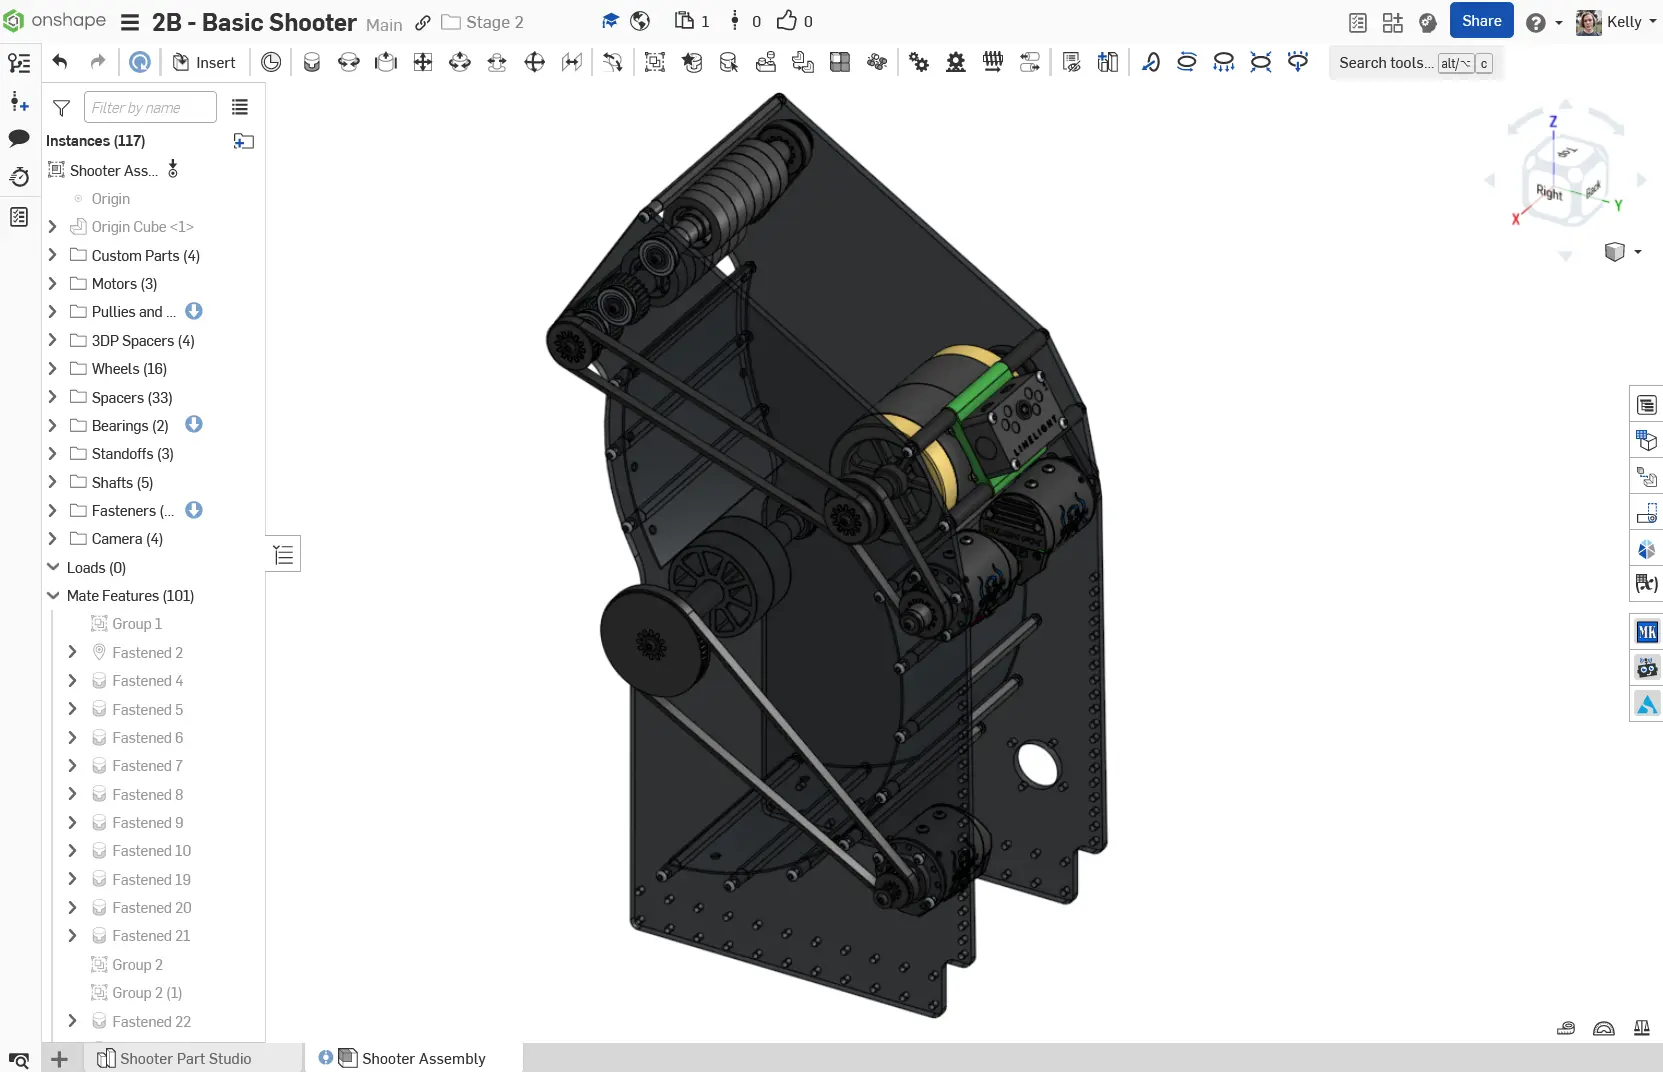 onshape 2B - Basic Shooter Main Stage 2 1 0 0 Share Kelly
Insert Search tools... alt/⌥ c
Filter by name
Instances (117)
Shooter Ass...
Origin
Origin Cube <1>
Custom Parts (4)
Motors (3)
Pullies and ...
3DP Spacers (4)
Wheels (16)
Spacers (33)
Bearings (2)
Standoffs (3)
Shafts (5)
Fasteners (...
Camera (4)
Loads (0)
Mate Features (101)
Group 1
Fastened 2
Fastened 4
Fastened 5
Fastened 6
Fastened 7
Fastened 8
Fastened 9
Fastened 10
Fastened 19
Fastened 20
Fastened 21
Group 2
Group 2 (1)
Fastened 22
LIMELIGHT
Z
Top
Right
Back
X
Y
(x)
MK
Shooter Part Studio
Shooter Assembly